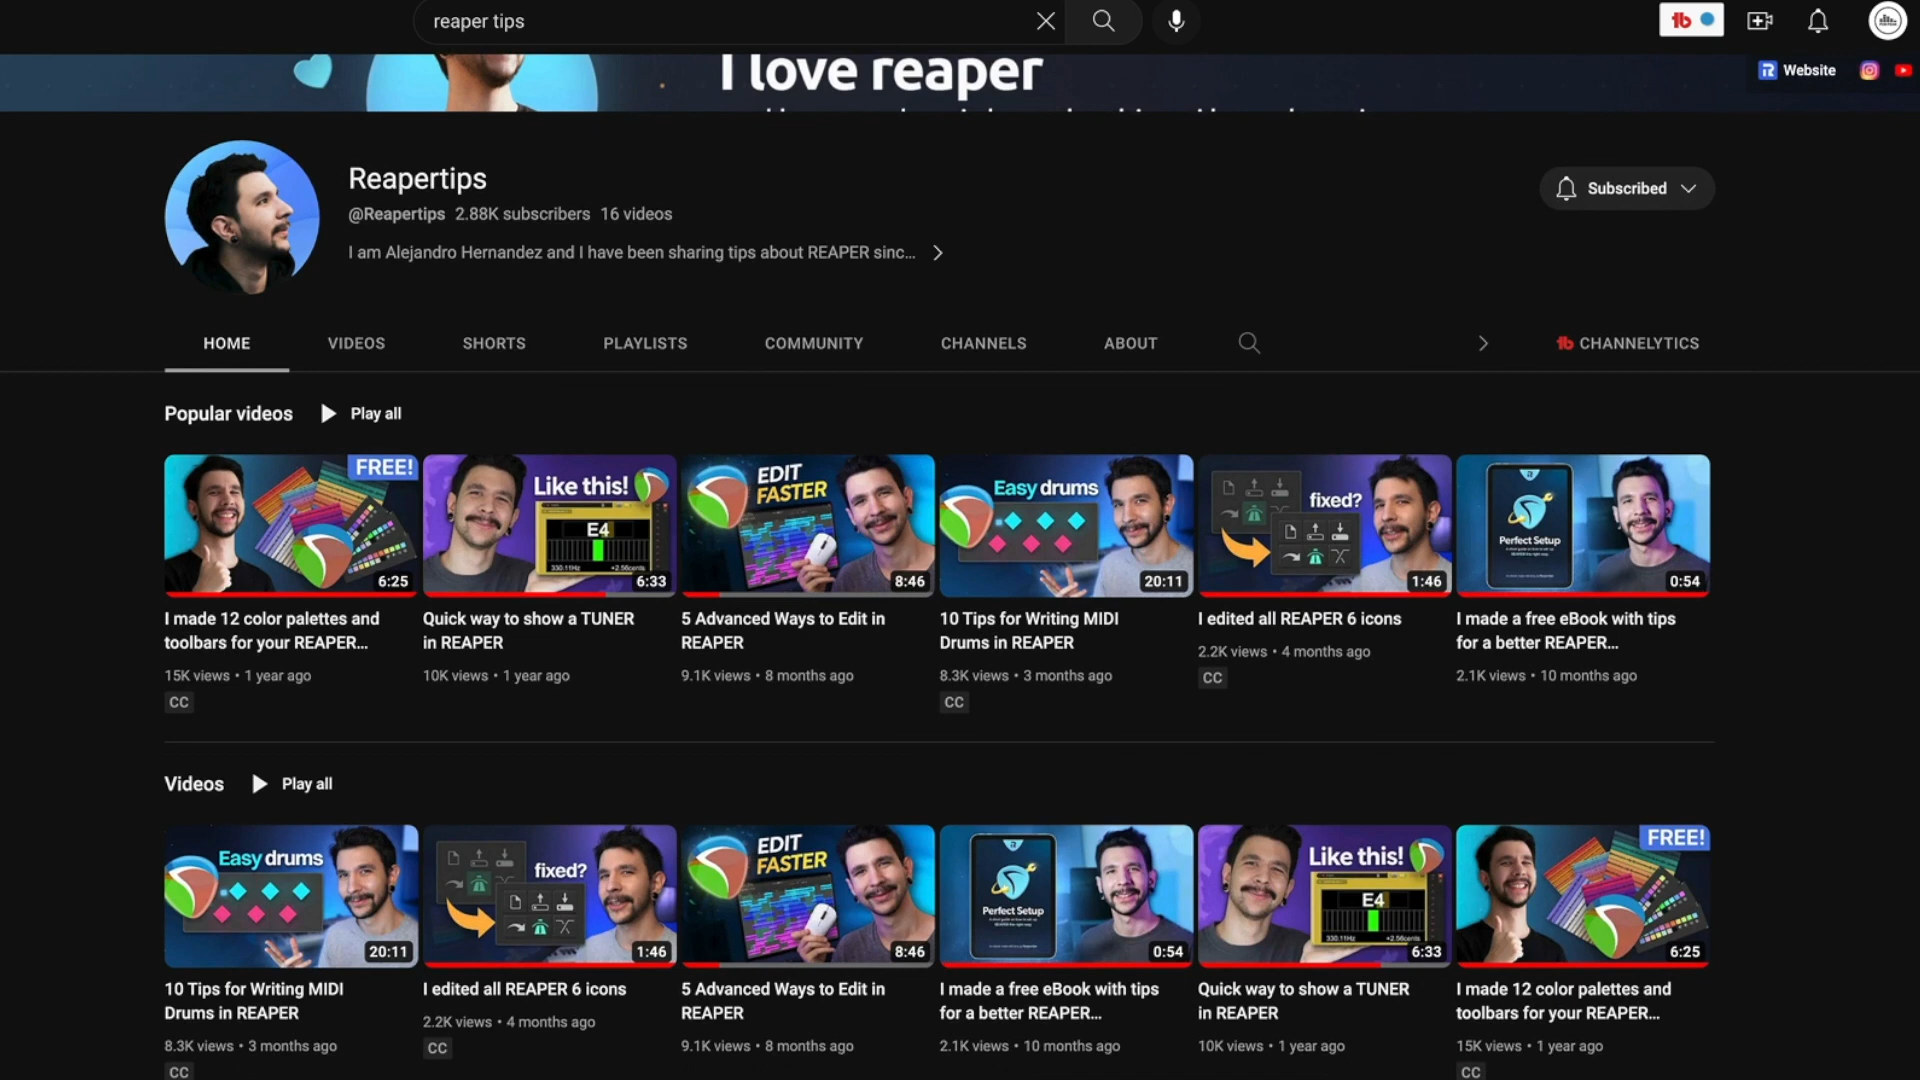 reaper tips
I love reaper
Website
Reapertips
@Reapertips 2.88K subscribers 16 videos
I am Alejandro Hernandez and I have been sharing tips about REAPER sinc...
Subscribed
HOME VIDEOS SHORTS PLAYLISTS COMMUNITY CHANNELS ABOUT CHANNELYTICS
Popular videos Play all
FREE!
6:25
Like this!
E4
330.11Hz +2.56cents
6:33
EDIT
FASTER
8:46
Easy drums
20:11
fixed?
1:46
Perfect Setup
0:54
I made 12 color palettes and
toolbars for your REAPER...
15K views • 1 year ago
CC
Quick way to show a TUNER
in REAPER
10K views • 1 year ago
5 Advanced Ways to Edit in
REAPER
9.1K views • 8 months ago
10 Tips for Writing MIDI
Drums in REAPER
8.3K views • 3 months ago
CC
I edited all REAPER 6 icons
2.2K views • 4 months ago
CC
I made a free eBook with tips
for a better REAPER...
2.1K views • 10 months ago
Videos Play all
Easy drums
20:11
fixed?
1:46
EDIT
FASTER
8:46
Perfect Setup
0:54
Like this!
E4
330.11Hz +2.56cents
6:33
FREE!
6:25
10 Tips for Writing MIDI
Drums in REAPER
8.3K views • 3 months ago
CC
I edited all REAPER 6 icons
2.2K views • 4 months ago
CC
5 Advanced Ways to Edit in
REAPER
9.1K views • 8 months ago
I made a free eBook with tips
for a better REAPER...
2.1K views • 10 months ago
Quick way to show a TUNER
in REAPER
10K views • 1 year ago
I made 12 color palettes and
toolbars for your REAPER...
15K views • 1 year ago
CC